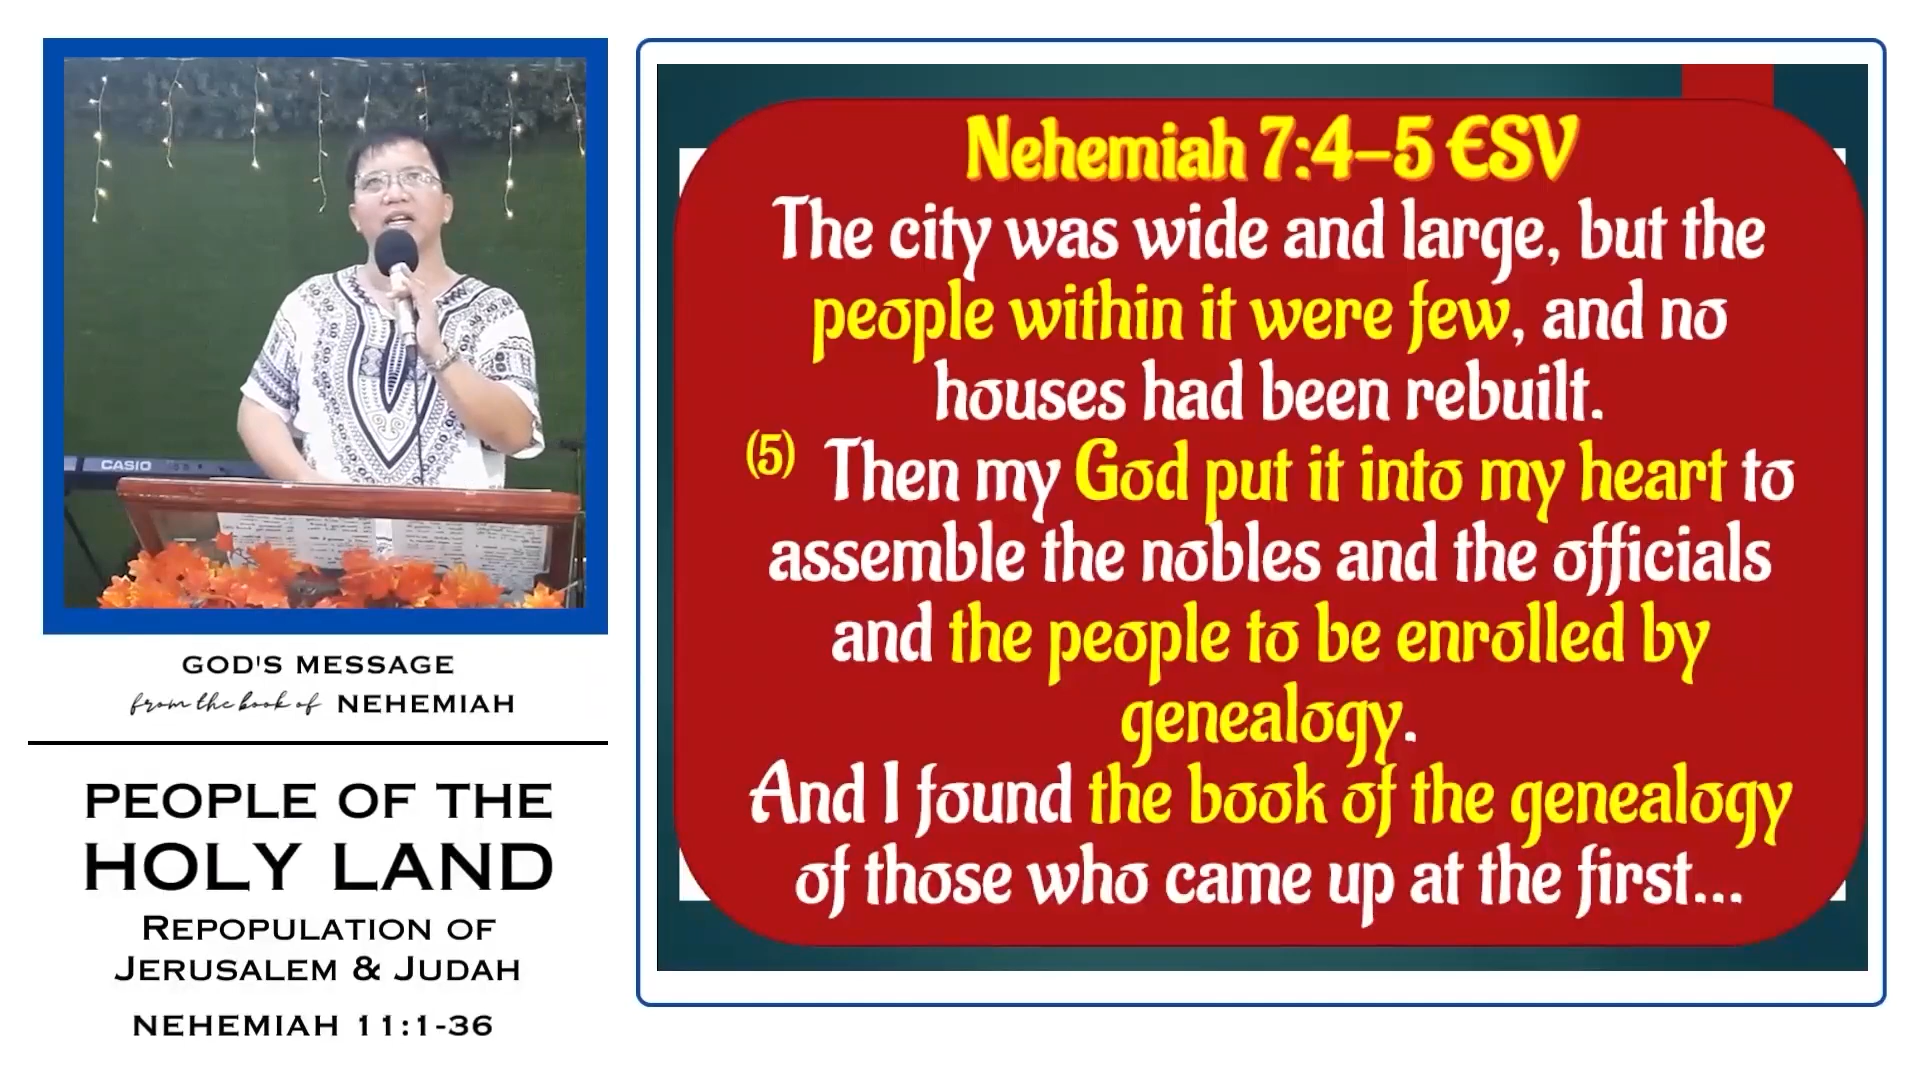 CASIO
GOD'S MESSAGE
from the book of NEHEMIAH
PEOPLE OF THE
HOLY LAND
REPOPULATION OF
JERUSALEM & JUDAH
NEHEMIAH 11:1-36
Nehemiah 7:4–5 ESV
The city was wide and large, but the
people within it were few, and no
houses had been rebuilt.
(5) Then my God put it into my heart to
assemble the nobles and the officials
and the people to be enrolled by
genealogy.
And I found the book of the genealogy
of those who came up at the first...